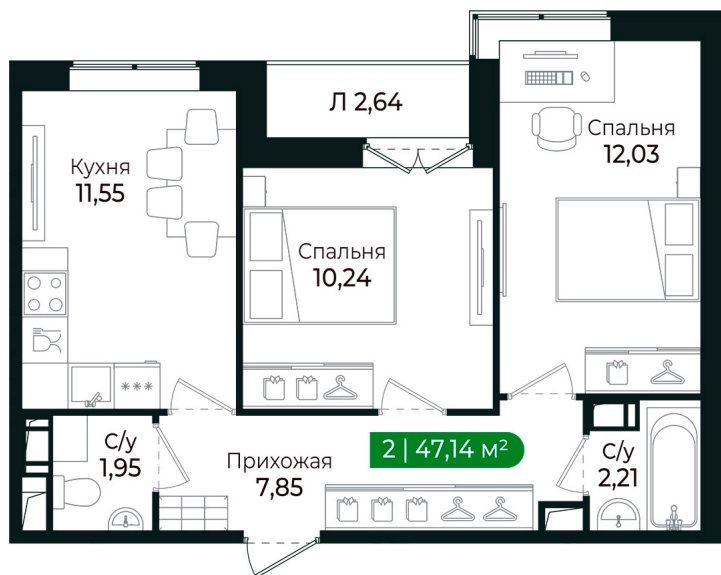 Л 2,64
Спальня
12,03
Кухня
11,55
Спальня
10,24
С/у
1,95
Прихожая
7,85
2 | 47,14 м²
С/у
2,21